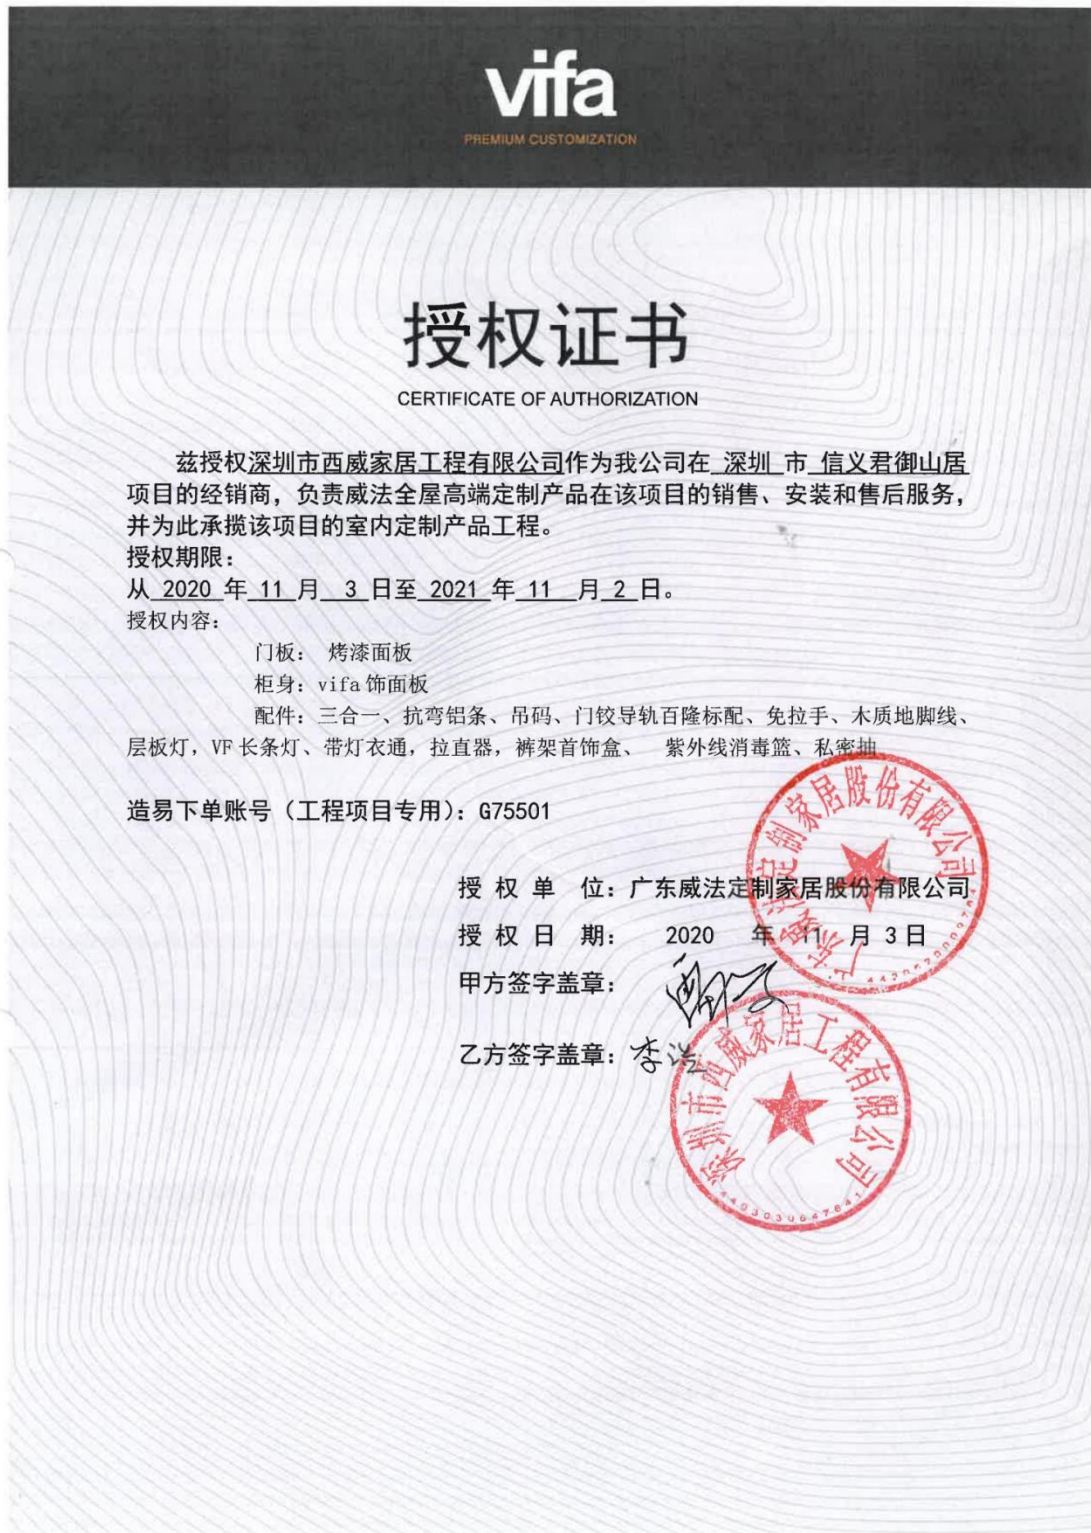 vifa
PREMIUM CUSTOMIZATION
授权证书
CERTIFICATE OF AUTHORIZATION
兹授权深圳市西威家居工程有限公司作为我公司在 深圳 市 信义君御山居
项目的经销商，负责威法全屋高端定制产品在该项目的销售、安装和售后服务，
并为此承揽该项目的室内定制产品工程。
授权期限：
从 2020 年 11 月 3 日至 2021 年 11 月 2 日。
授权内容：
门板： 烤漆面板
柜身：vifa 饰面板
配件：三合一、抗弯铝条、吊码、门铰导轨百隆标配、免拉手、木质地脚线、
层板灯，VF 长条灯、带灯衣通，拉直器，裤架首饰盒、 紫外线消毒篮、私密抽
造易下单账号（工程项目专用）：G75501
授 权 单 位：广东威法定制家居股份有限公司
授 权 日 期： 2020 年 11 月 3 日
甲方签字盖章：
乙方签字盖章：李
广东威法定制家居股份有限公司
深圳市西威家居工程有限公司